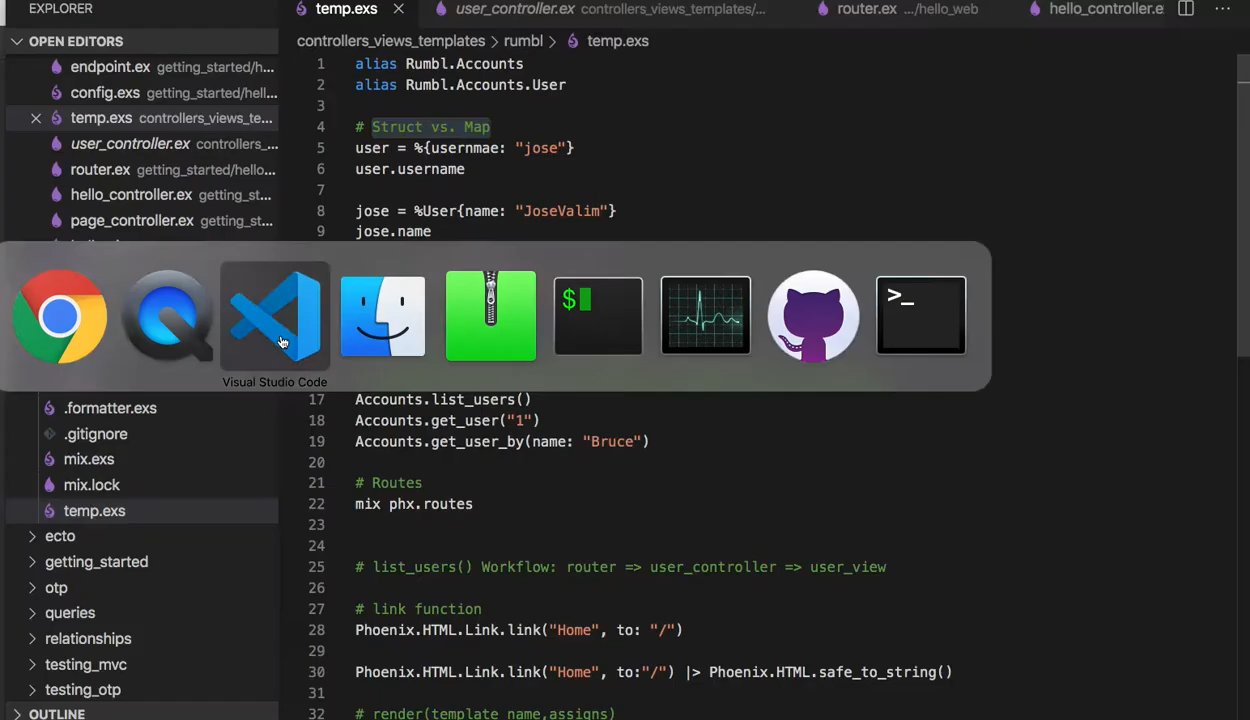 EXPLORER
temp.exs
user_controller.ex controllers_views_templates/...
router.ex .../hello_web
hello_controller.e
OPEN EDITORS
endpoint.ex getting_started/h...
config.exs getting_started/hell...
temp.exs controllers_views_te...
user_controller.ex controllers_...
router.ex getting_started/hello...
hello_controller.ex getting_st...
page_controller.ex getting_st...
controllers_views_templates > rumbl > temp.exs
1 alias Rumbl.Accounts
2 alias Rumbl.Accounts.User
3
4 # Struct vs. Map
5 user = %{usernmae: "jose"}
6 user.username
7
8 jose = %User{name: "JoseValim"}
9 jose.name
$
>_
Visual Studio Code
.formatter.exs
.gitignore
mix.exs
mix.lock
temp.exs
ecto
getting_started
otp
queries
relationships
testing_mvc
testing_otp
OUTLINE
17 Accounts.list_users()
18 Accounts.get_user("1")
19 Accounts.get_user_by(name: "Bruce")
20
21 # Routes
22 mix phx.routes
23
24
25 # list_users() Workflow: router => user_controller => user_view
26
27 # link function
28 Phoenix.HTML.Link.link("Home", to: "/")
29
30 Phoenix.HTML.Link.link("Home", to:"/") |> Phoenix.HTML.safe_to_string()
31
32 # render(template_name,assigns)